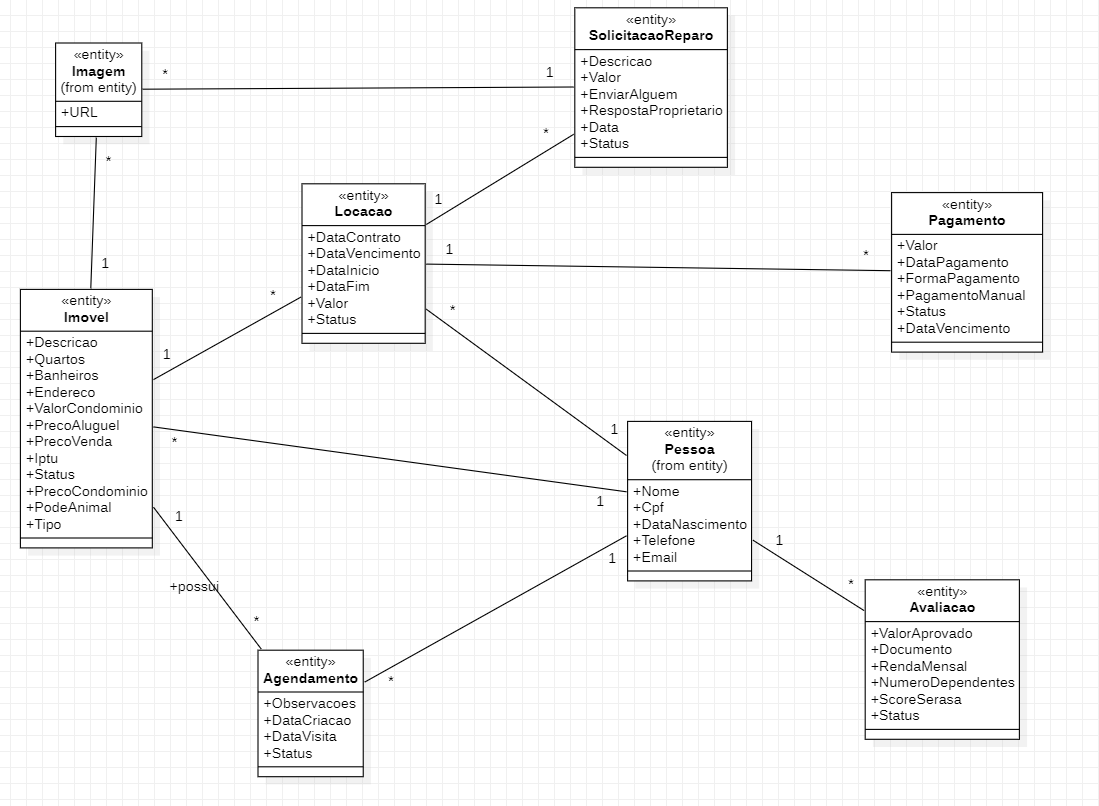 «entity»
SolicitacaoReparo
+Descricao
+Valor
+EnviarAlguem
+RespostaProprietario
+Data
+Status
«entity»
Imagem
(from entity)
+URL
*
1
*
1
*
1
«entity»
Locacao
+DataContrato
+DataVencimento
+DataInicio
+DataFim
+Valor
+Status
1
*
«entity»
Pagamento
+Valor
+DataPagamento
+FormaPagamento
+PagamentoManual
+Status
+DataVencimento
«entity»
Imovel
+Descricao
+Quartos
+Banheiros
+Endereco
+ValorCondominio
+PrecoAluguel
+PrecoVenda
+Iptu
+Status
+PrecoCondominio
+PodeAnimal
+Tipo
*
1
*
1
*
1
«entity»
Pessoa
(from entity)
+Nome
+Cpf
+DataNascimento
+Telefone
+Email
1
+possui
*
1
*
1
*
«entity»
Avaliacao
+ValorAprovado
+Documento
+RendaMensal
+NumeroDependentes
+ScoreSerasa
+Status
«entity»
Agendamento
+Observacoes
+DataCriacao
+DataVisita
+Status